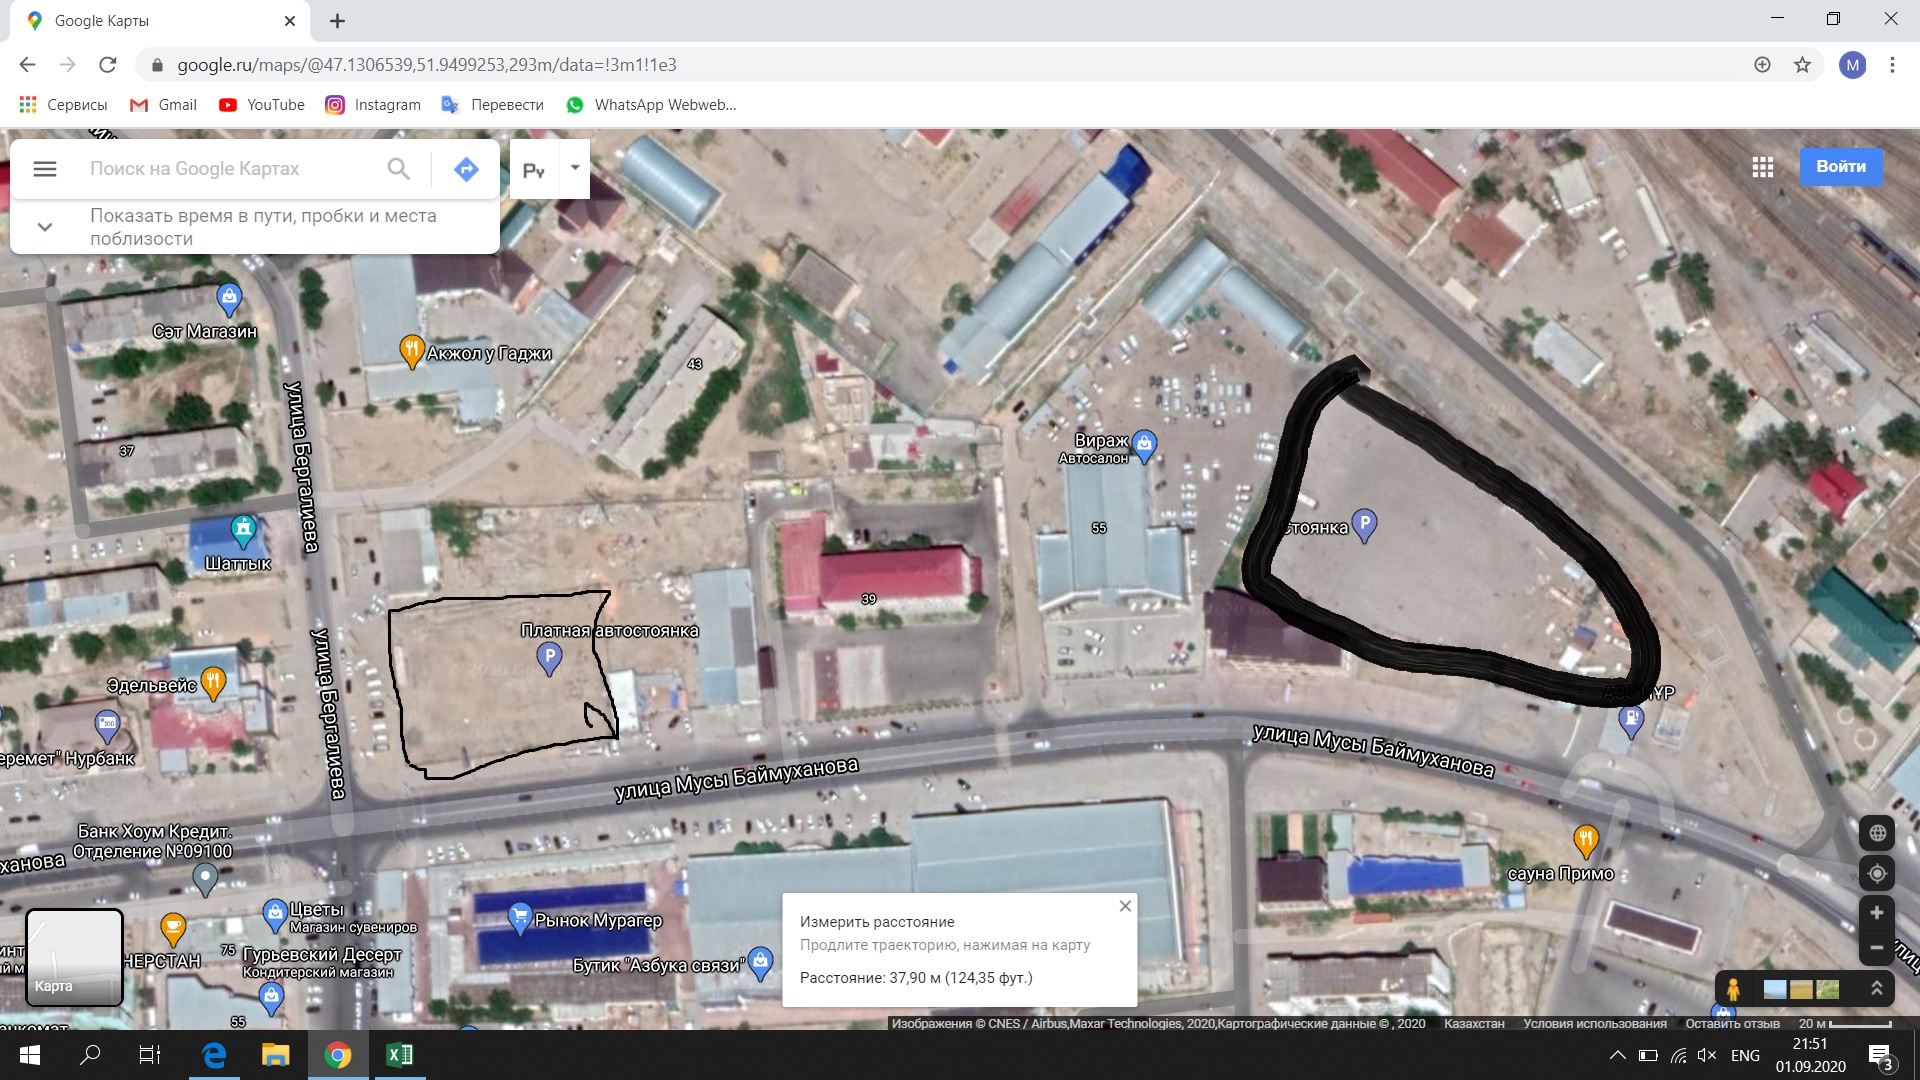 Google Карты
google.ru/maps/@47.1306539,51.9499253,293m/data=!3m1!1e3
M
Сервисы
Gmail
YouTube
Instagram
Перевести
WhatsApp Webweb...
Поиск на Google Картах
Показать время в пути, пробки и места
поблизости
Войти
Сэт Магазин
Акжол у Гаджи
43
37
улица Бергалиева
Вираж
Автосалон
55
стоянка
P
Шаттык
39
Платная автостоянка
P
улица Бергалиева
Эдельвейс
еремет" Нурбанк
улица Мусы Баймуханова
улица Мусы Баймуханова
Банк Хоум Кредит.
Отделение №09100
уханова
сауна Примо
Цветы
Магазин сувениров
Рынок Мурагер
75
Гурьевский Десерт
Кондитерский магазин
НЕРСТАН
Бутик "Азбука связи"
55
Карта
Измерить расстояние
Продлите траекторию, нажимая на карту
Расстояние: 37,90 м (124,35 фут.)
Изображения © CNES / Airbus,Maxar Technologies, 2020,Картографические данные © , 2020
Казахстан
Условия использования
Оставить отзыв
20 м
ENG
21:51
01.09.2020
3